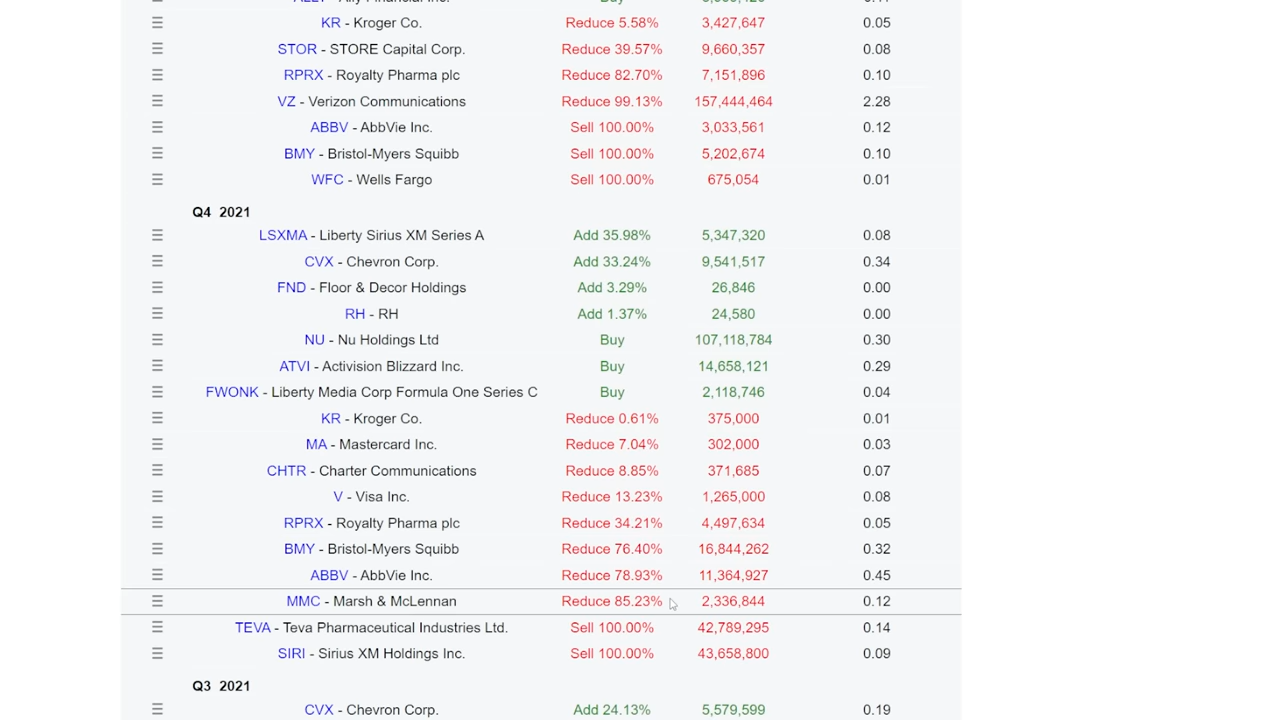 KR - Kroger Co. Reduce 5.58% 3,427,647 0.05
STOR - STORE Capital Corp. Reduce 39.57% 9,660,357 0.08
RPRX - Royalty Pharma plc Reduce 82.70% 7,151,896 0.10
VZ - Verizon Communications Reduce 99.13% 157,444,464 2.28
ABBV - AbbVie Inc. Sell 100.00% 3,033,561 0.12
BMY - Bristol-Myers Squibb Sell 100.00% 5,202,674 0.10
WFC - Wells Fargo Sell 100.00% 675,054 0.01
Q4 2021
LSXMA - Liberty Sirius XM Series A Add 35.98% 5,347,320 0.08
CVX - Chevron Corp. Add 33.24% 9,541,517 0.34
FND - Floor & Decor Holdings Add 3.29% 26,846 0.00
RH - RH Add 1.37% 24,580 0.00
NU - Nu Holdings Ltd Buy 107,118,784 0.30
ATVI - Activision Blizzard Inc. Buy 14,658,121 0.29
FWONK - Liberty Media Corp Formula One Series C Buy 2,118,746 0.04
KR - Kroger Co. Reduce 0.61% 375,000 0.01
MA - Mastercard Inc. Reduce 7.04% 302,000 0.03
CHTR - Charter Communications Reduce 8.85% 371,685 0.07
V - Visa Inc. Reduce 13.23% 1,265,000 0.08
RPRX - Royalty Pharma plc Reduce 34.21% 4,497,634 0.05
BMY - Bristol-Myers Squibb Reduce 76.40% 16,844,262 0.32
ABBV - AbbVie Inc. Reduce 78.93% 11,364,927 0.45
MMC - Marsh & McLennan Reduce 85.23% 2,336,844 0.12
TEVA - Teva Pharmaceutical Industries Ltd. Sell 100.00% 42,789,295 0.14
SIRI - Sirius XM Holdings Inc. Sell 100.00% 43,658,800 0.09
Q3 2021
CVX - Chevron Corp. Add 24.13% 5,579,599 0.19